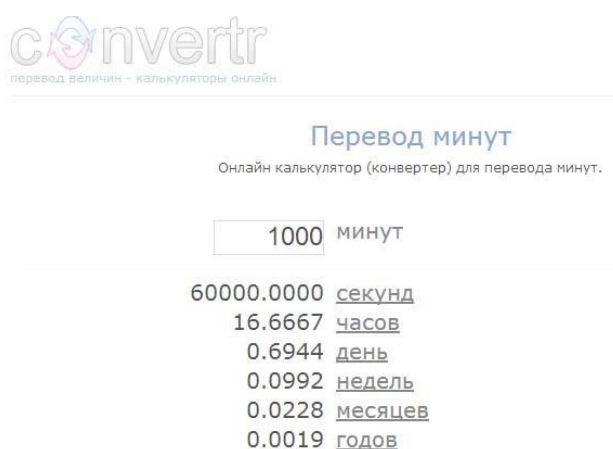 convertr
перевод величин - калькуляторы онлайн
Перевод минут
Онлайн калькулятор (конвертер) для перевода минут.
1000 минут
60000.0000 секунд
16.6667 часов
0.6944 день
0.0992 недель
0.0228 месяцев
0.0019 годов